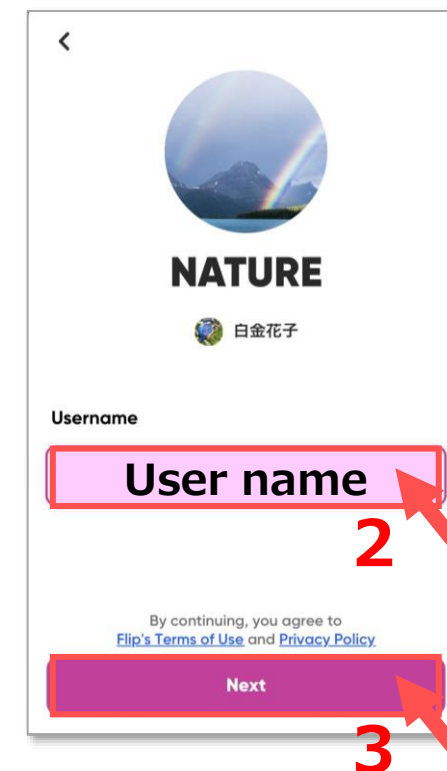 NATURE
白金花子
Username
User name
2
By continuing, you agree to
Flip's Terms of Use and Privacy Policy
Next
3